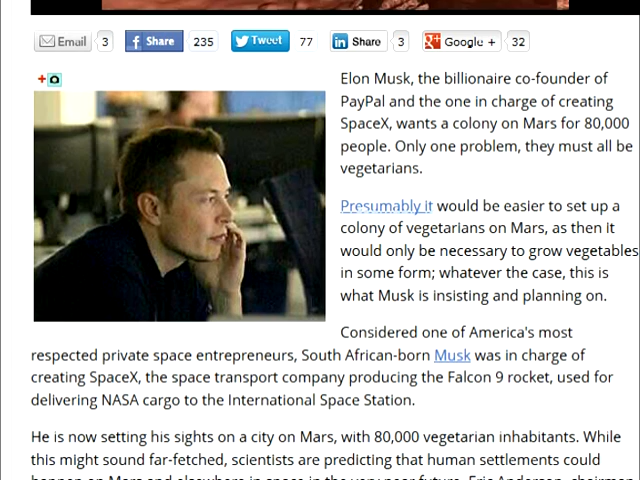 Email 3 Share 235 Tweet 77 Share 3 Google + 32
Elon Musk, the billionaire co-founder of
PayPal and the one in charge of creating
SpaceX, wants a colony on Mars for 80,000
people. Only one problem, they must all be
vegetarians.
Presumably it would be easier to set up a
colony of vegetarians on Mars, as then it
would only be necessary to grow vegetables
in some form; whatever the case, this is
what Musk is insisting and planning on.
Considered one of America's most
respected private space entrepreneurs, South African-born Musk was in charge of
creating SpaceX, the space transport company producing the Falcon 9 rocket, used for
delivering NASA cargo to the International Space Station.
He is now setting his sights on a city on Mars, with 80,000 vegetarian inhabitants. While
this might sound far-fetched, scientists are predicting that human settlements could